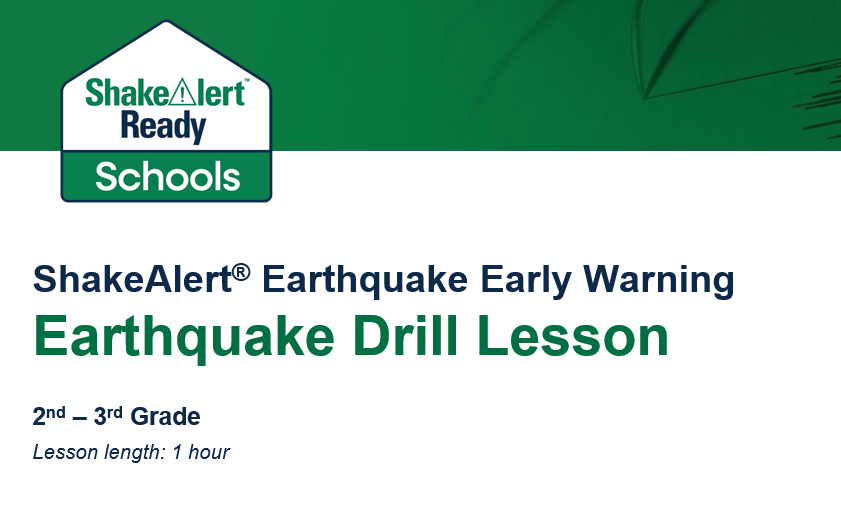 ShakeAlert™
Ready
Schools
ShakeAlert® Earthquake Early Warning
Earthquake Drill Lesson
2nd – 3rd Grade
Lesson length: 1 hour